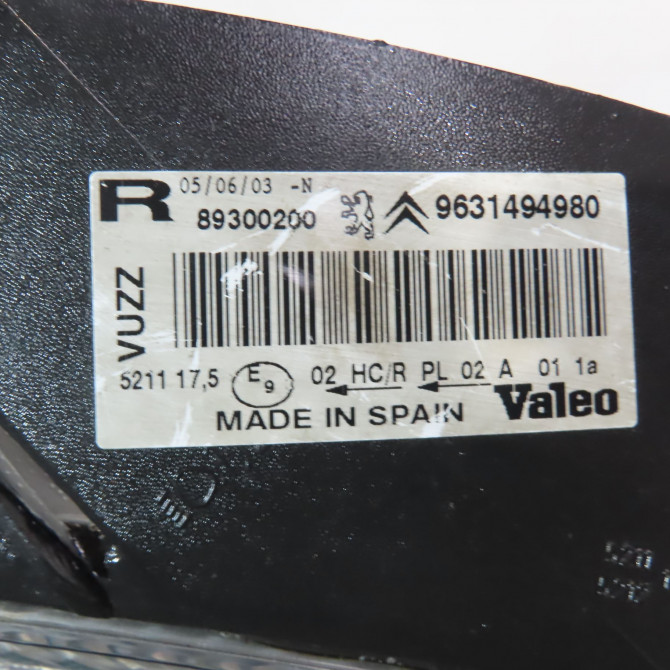 R 05/06/03 -N
89300200 9631494980
VUZZ
5211 17,5 E9 02 HC/R PL 02 A 01 1a
MADE IN SPAIN Valeo
5211